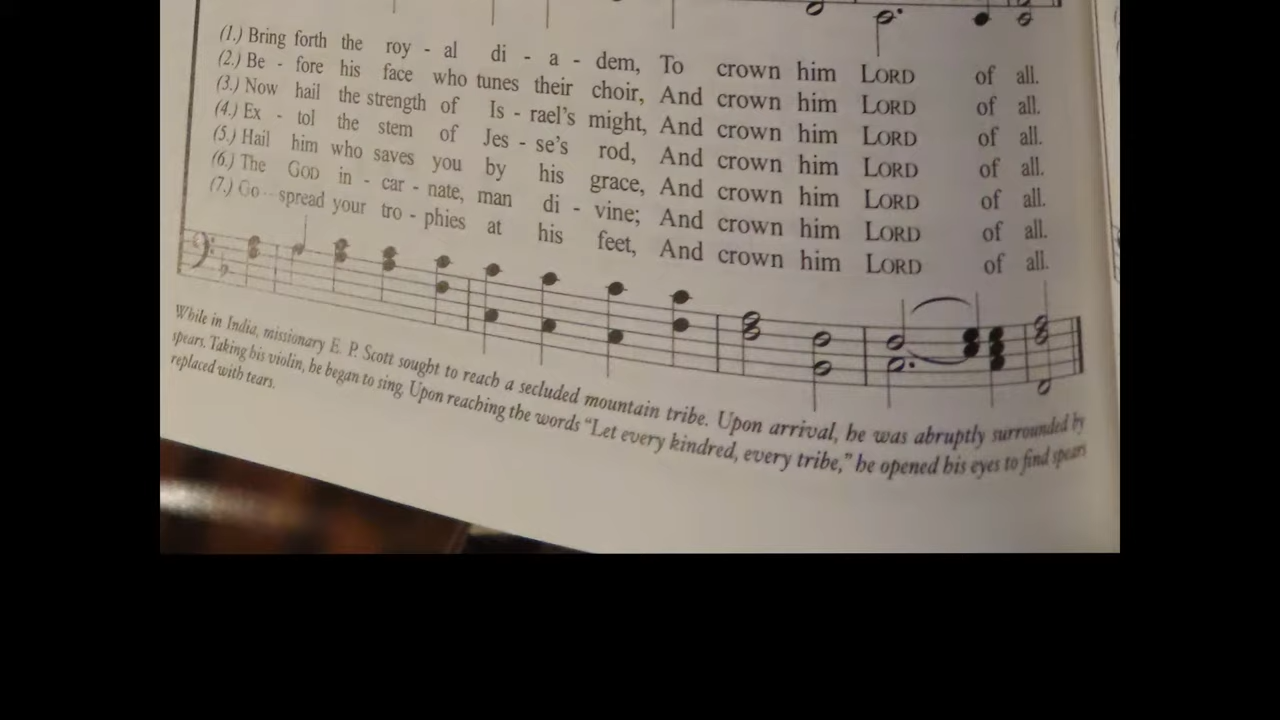 (1.) Bring forth the roy - al di - a - dem, To crown him LORD of all.
(2.) Be - fore his face who tunes their choir, And crown him LORD of all.
(3.) Now hail the strength of Is - rael's might, And crown him LORD of all.
(4.) Ex - tol the stem of Jes - se's rod, And crown him LORD of all.
(5.) Hail him who saves you by his grace, And crown him LORD of all.
(6.) The GOD in - car - nate, man di - vine; And crown him LORD of all.
(7.) Go spread your tro - phies at his feet, And crown him LORD of all.
While in India, missionary E. P. Scott sought to reach a secluded mountain tribe. Upon arrival, he was abruptly surrounded by
spears. Taking his violin, he began to sing. Upon reaching the words "Let every kindred, every tribe," he opened his eyes to find spears
replaced with tears.